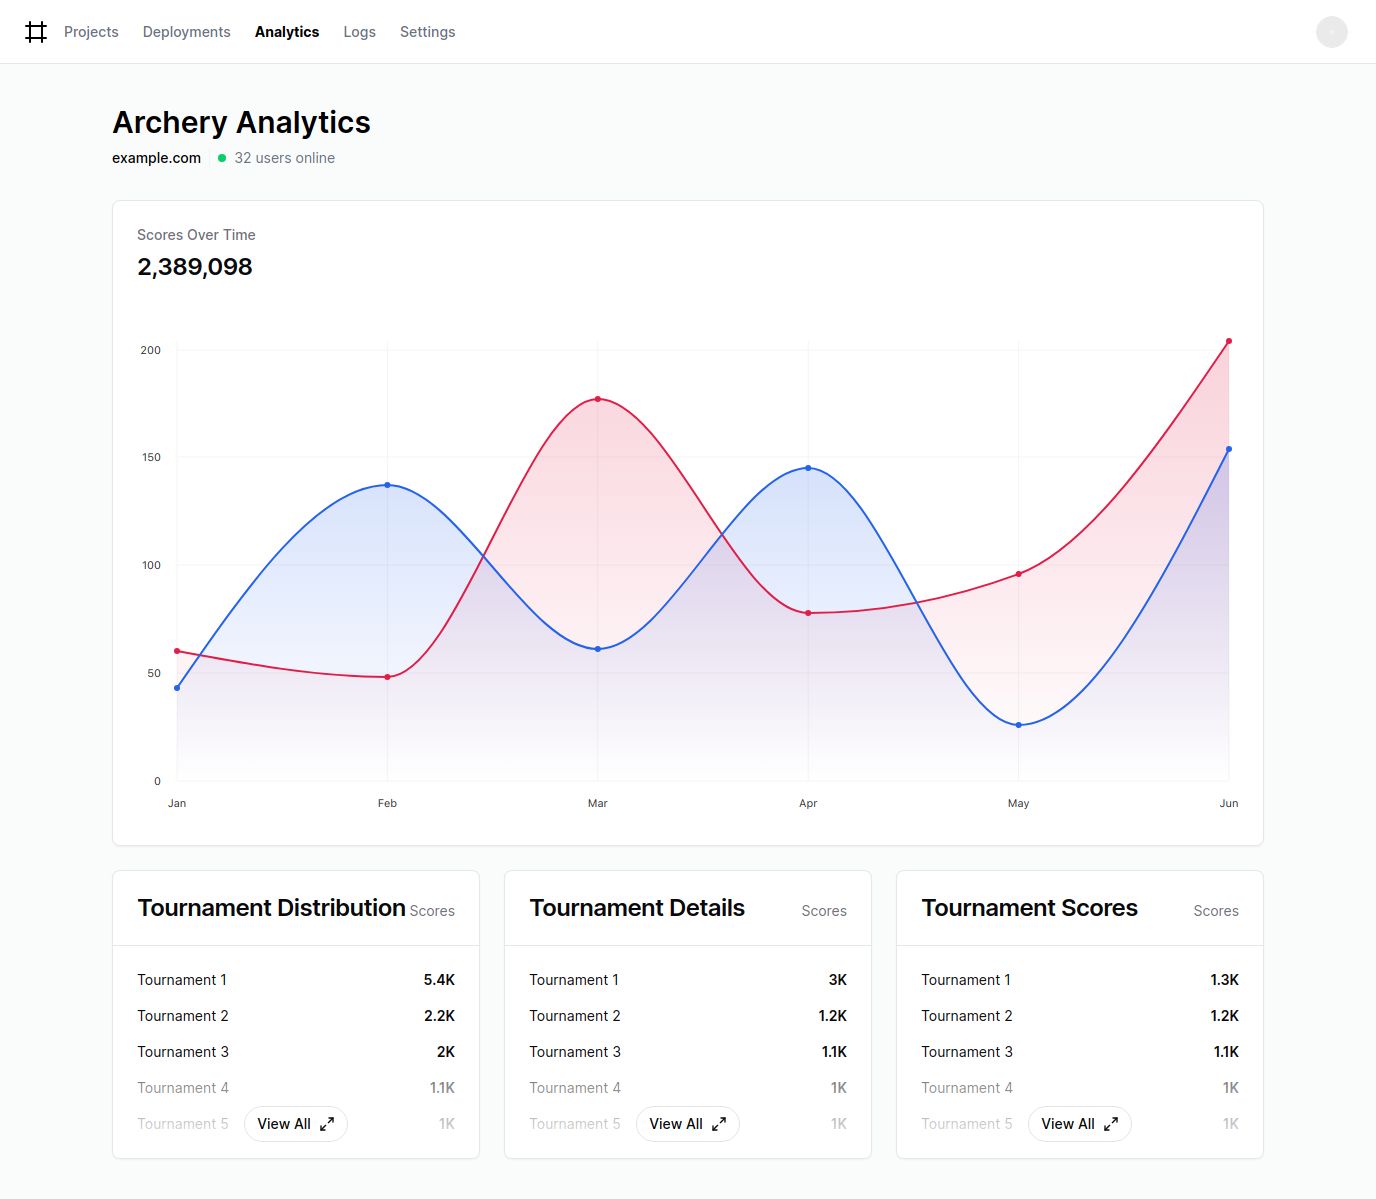 Projects Deployments Analytics Logs Settings
Archery Analytics
example.com 32 users online
Scores Over Time
2,389,098
200
150
100
50
0
Jan Feb Mar Apr May Jun
Tournament Distribution Scores
Tournament 1 5.4K
Tournament 2 2.2K
Tournament 3 2K
Tournament 4 1.1K
Tournament 5 View All 1K
Tournament Details Scores
Tournament 1 3K
Tournament 2 1.2K
Tournament 3 1.1K
Tournament 4 1K
Tournament 5 View All 1K
Tournament Scores Scores
Tournament 1 1.3K
Tournament 2 1.2K
Tournament 3 1.1K
Tournament 4 1K
Tournament 5 View All 1K